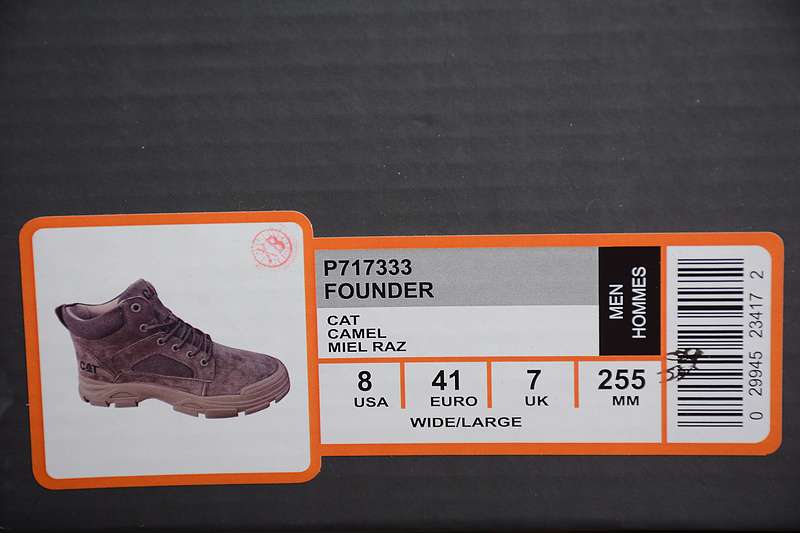 CAT
CAT
P717333
FOUNDER
MEN
HOMMES
CAT
CAMEL
MIEL RAZ
8
USA
41
EURO
7
UK
255
MM
WIDE/LARGE
0 29945 23417 2